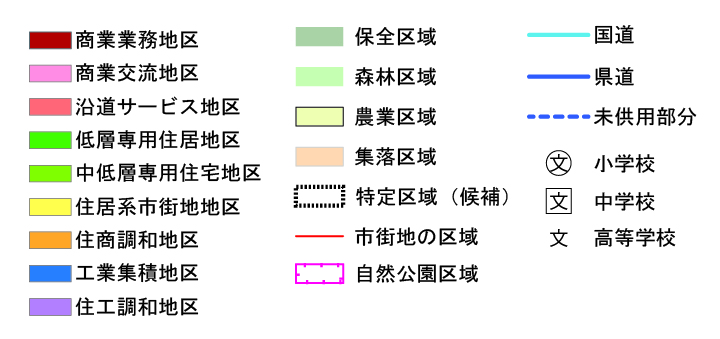 商業業務地区
商業交流地区
沿道サービス地区
低層専用住居地区
中低層専用住宅地区
住居系市街地地区
住商調和地区
工業集積地区
住工調和地区
保全区域
森林区域
農業区域
集落区域
特定区域（候補）
市街地の区域
自然公園区域
国道
県道
未供用部分
文 小学校
文 中学校
文 高等学校